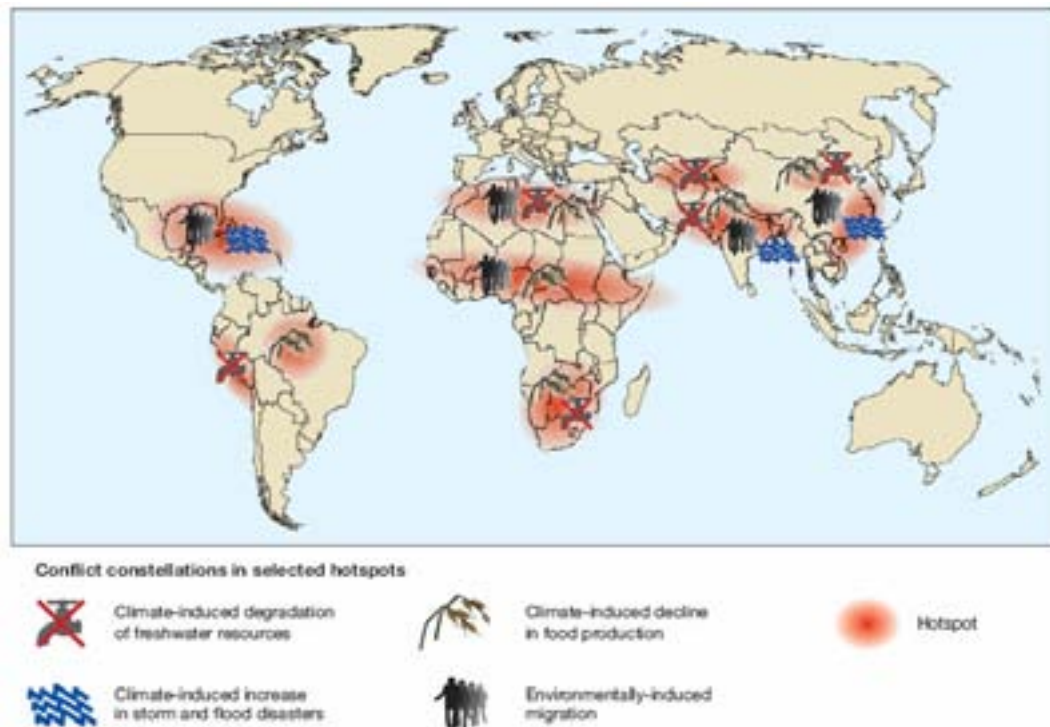 Conflict constellations in selected hotspots
Climate-induced degradation
of freshwater resources
Climate-induced decline
in food production
Hotspot
Climate-induced increase
in storm and flood disasters
Environmentally-induced
migration